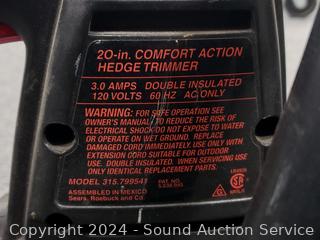 20-in. COMFORT ACTION
HEDGE TRIMMER
3.0 AMPS DOUBLE INSULATED
120 VOLTS 60 HZ AC ONLY
WARNING: FOR SAFE OPERATION SEE
OWNER'S MANUAL. TO REDUCE THE RISK OF
ELECTRICAL SHOCK DO NOT EXPOSE TO WATER
OR OPERATE ON WET GROUND. REPLACE
DAMAGED CORD IMMEDIATELY. USE ONLY WITH
EXTENSION CORD SUITABLE FOR OUTDOOR
USE. DOUBLE INSULATED. WHEN SERVICING USE
ONLY IDENTICAL REPLACEMENT PARTS.
MODEL 315.799541
ASSEMBLED IN MEXICO PAT. NO.
Sears, Roebuck and Co.
Copyright 2024 - Sound Auction Service